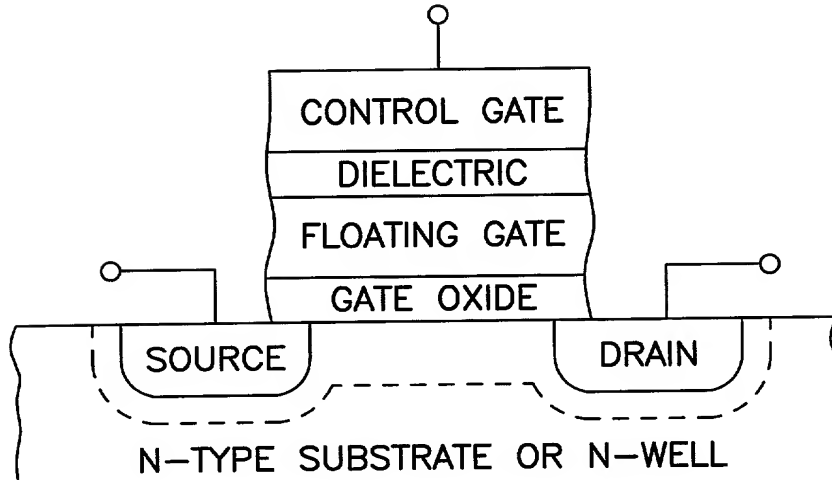 CONTROL GATE
DIELECTRIC
FLOATING GATE
GATE OXIDE
SOURCE
DRAIN
N-TYPE SUBSTRATE OR N-WELL